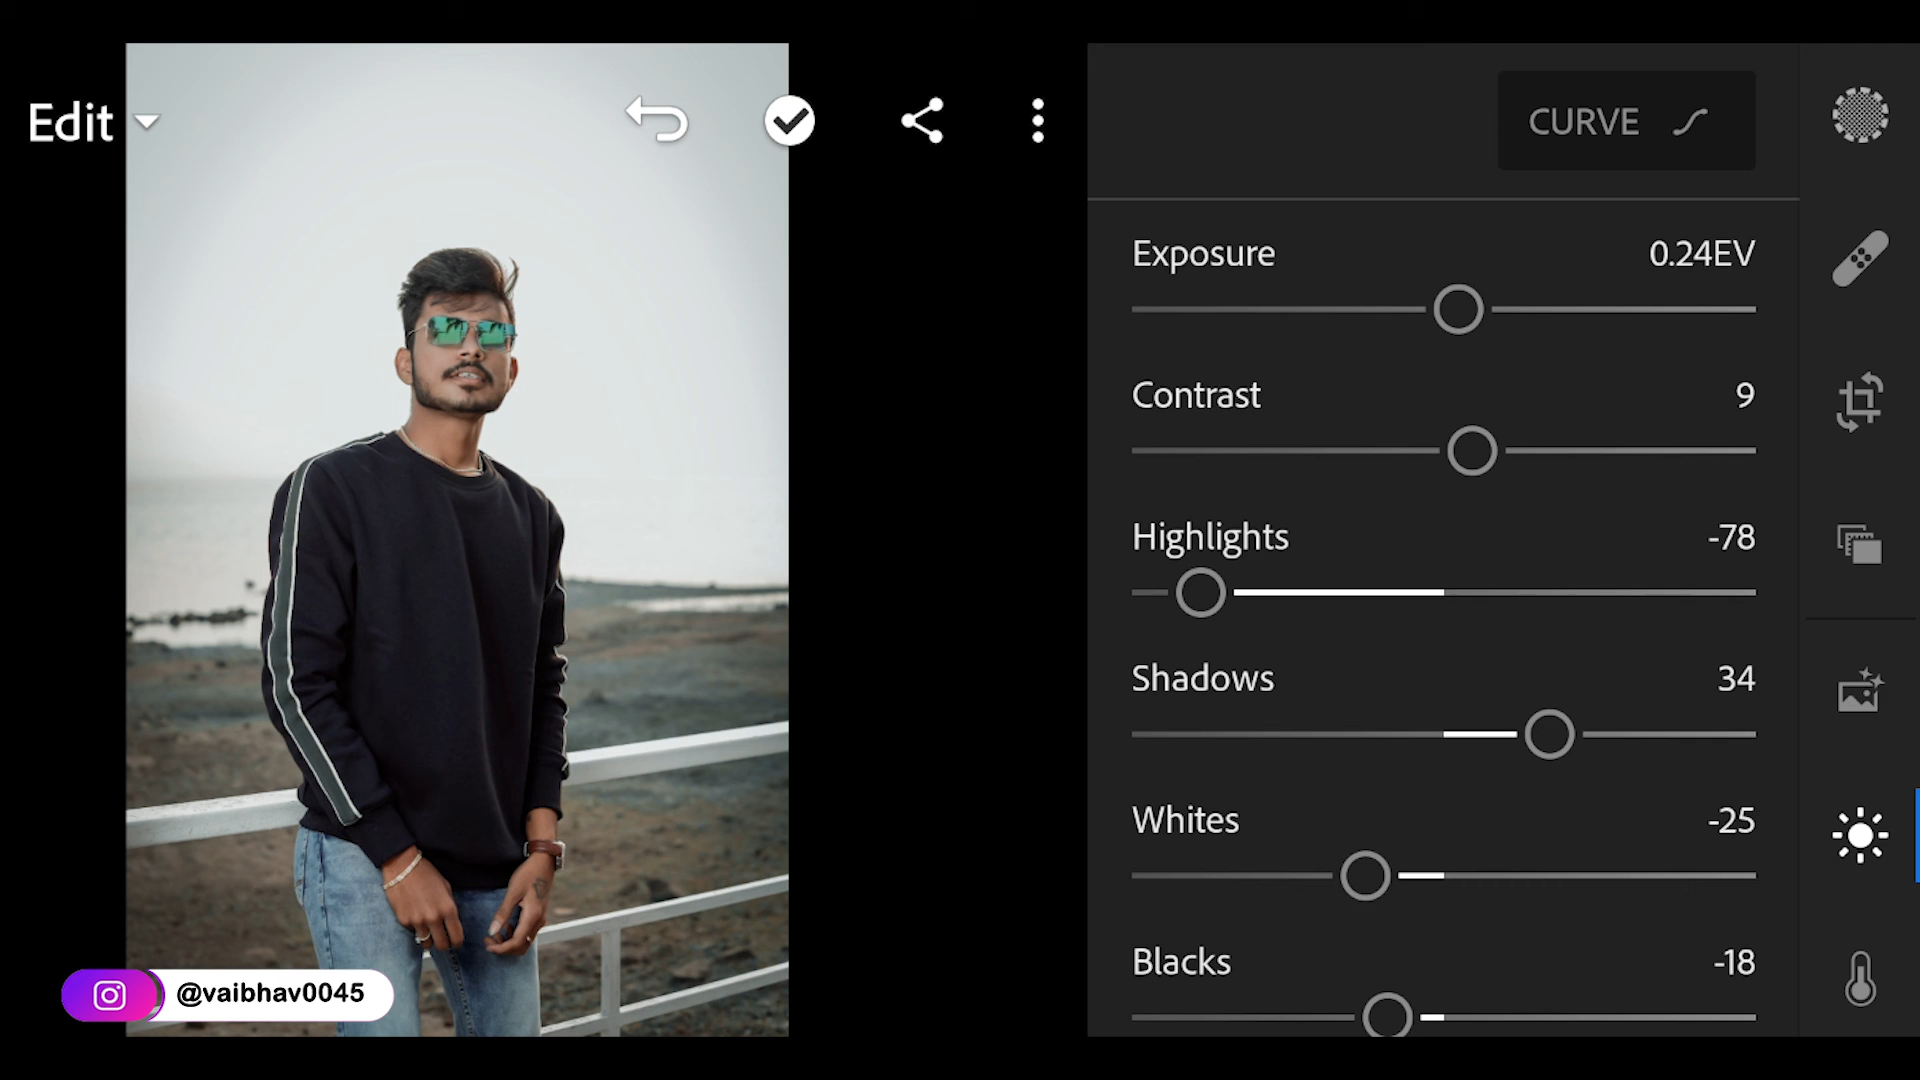 Edit
CURVE
Exposure 0.24EV
Contrast 9
Highlights -78
Shadows 34
Whites -25
Blacks -18
@vaibhav0045